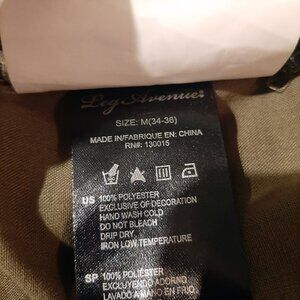 Leg Avenue
SIZE: M(34-36)
MADE IN/FABRIQUE EN: CHINA
RN#: 130015
US 100% POLYESTER
EXCLUSIVE OF DECORATION
HAND WASH COLD
DO NOT BLEACH
DRIP DRY
IRON LOW TEMPERATURE
SP 100% POLIÉSTER
EXCLUYENDO ADORNO
LAVADO A MANO EN FRIO